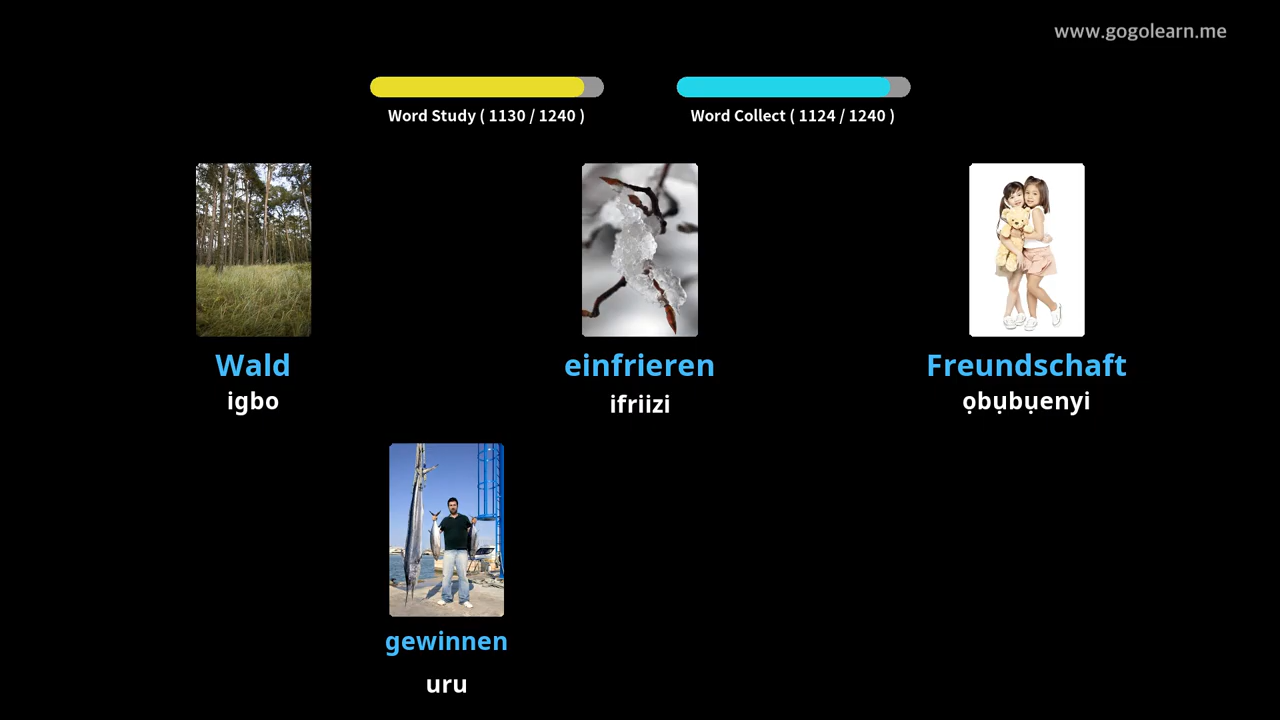 www.gogolearn.me
Word Study ( 1130 / 1240 )
Word Collect ( 1124 / 1240 )
Wald
igbo
einfrieren
ifriizi
Freundschaft
ọbụbụenyi
gewinnen
uru